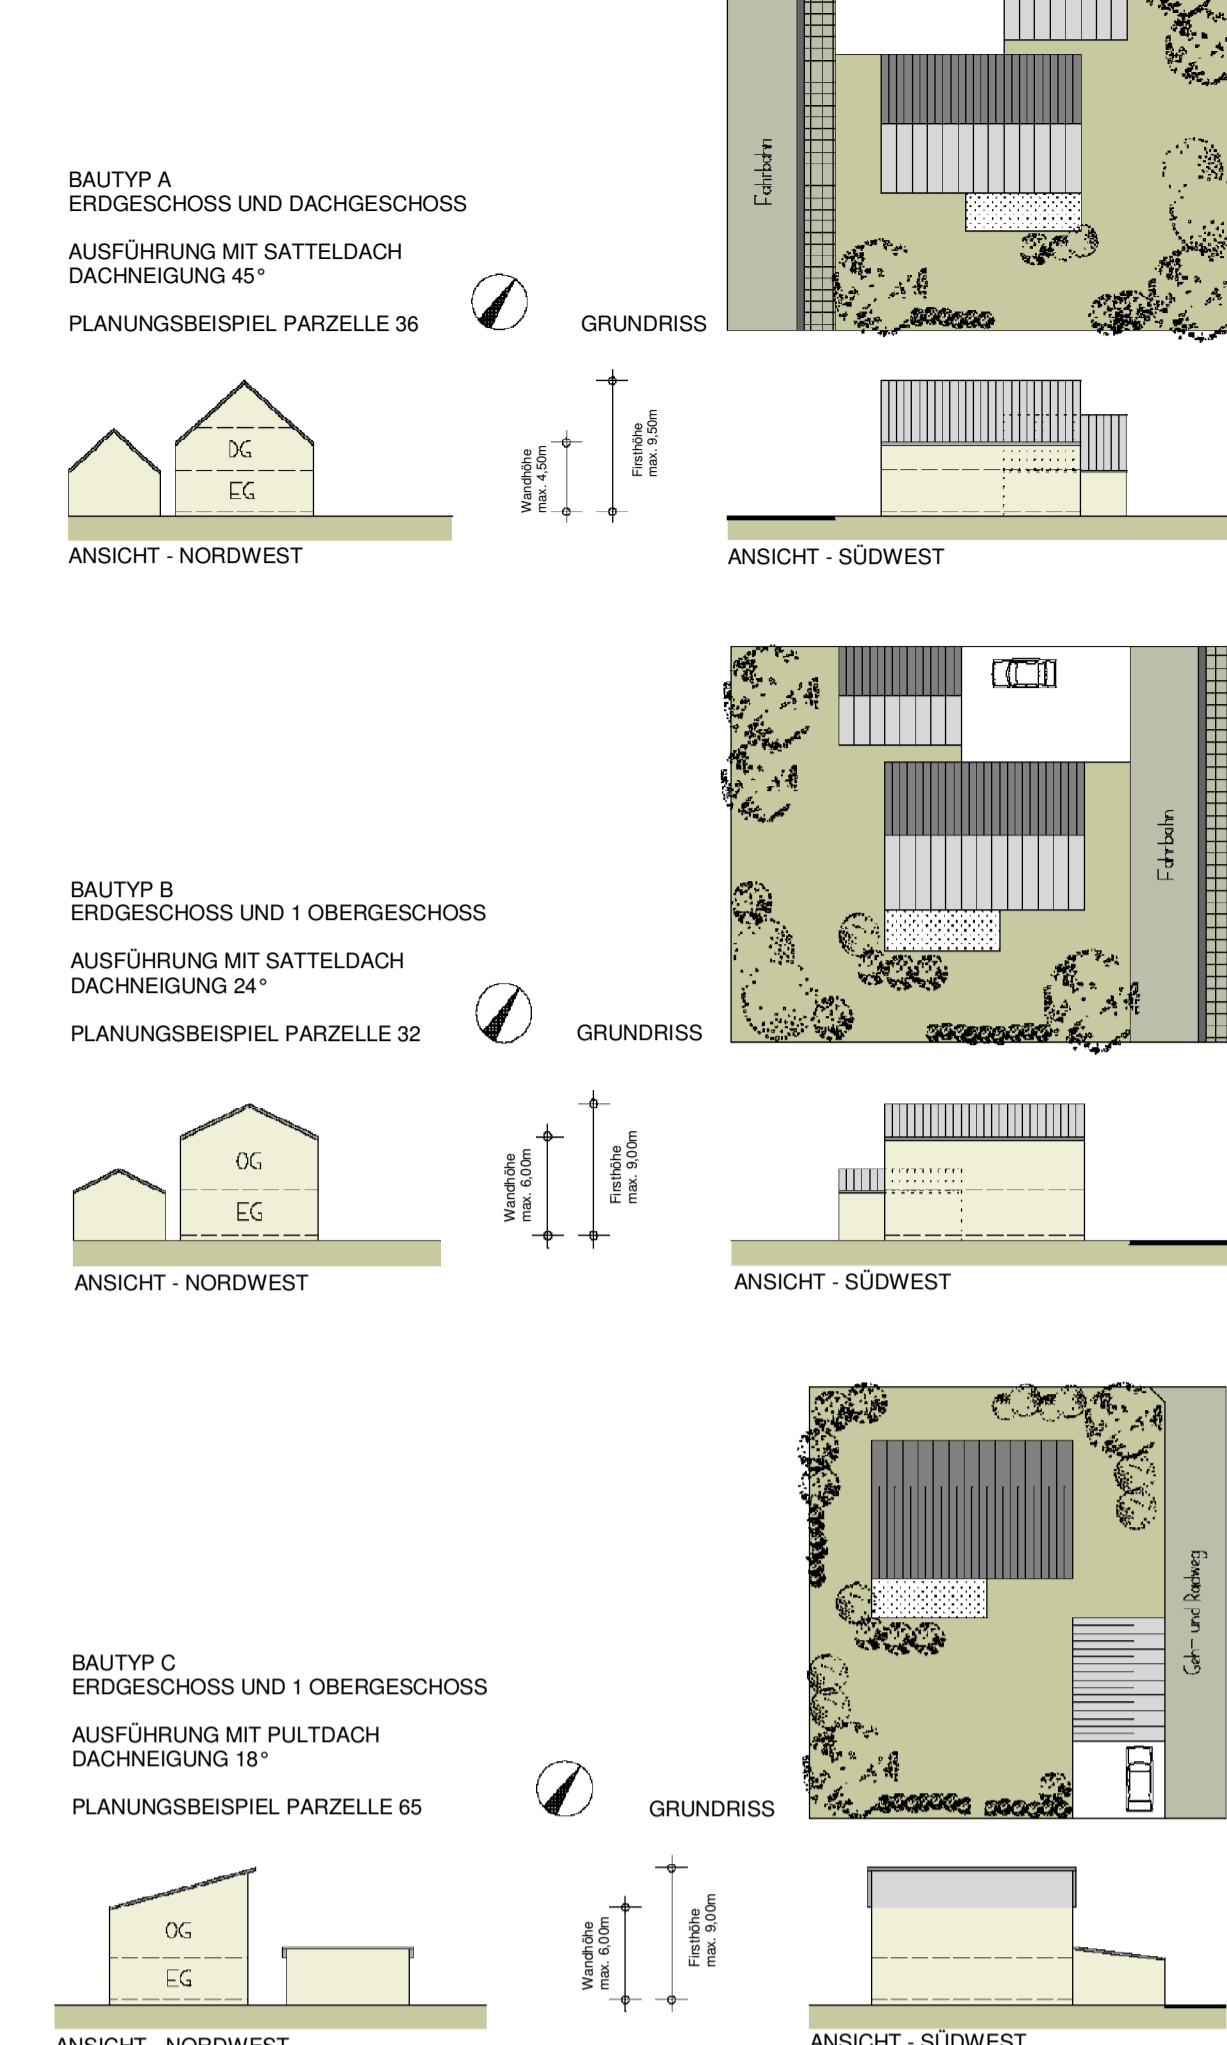 Fahrbahn
BAUTYP A
ERDGESCHOSS UND DACHGESCHOSS
AUSFÜHRUNG MIT SATTELDACH
DACHNEIGUNG 45°
PLANUNGSBEISPIEL PARZELLE 36
GRUNDRISS
DG
EG
Wandhöhe
max. 4,50m
Firsthöhe
max. 9,50m
ANSICHT - NORDWEST
ANSICHT - SÜDWEST
Fahrbahn
BAUTYP B
ERDGESCHOSS UND 1 OBERGESCHOSS
AUSFÜHRUNG MIT SATTELDACH
DACHNEIGUNG 24°
PLANUNGSBEISPIEL PARZELLE 32
GRUNDRISS
OG
EG
Wandhöhe
max. 6,00m
Firsthöhe
max. 9,00m
ANSICHT - NORDWEST
ANSICHT - SÜDWEST
Geh- und Radweg
BAUTYP C
ERDGESCHOSS UND 1 OBERGESCHOSS
AUSFÜHRUNG MIT PULTDACH
DACHNEIGUNG 18°
PLANUNGSBEISPIEL PARZELLE 65
GRUNDRISS
OG
EG
Wandhöhe
max. 6,00m
Firsthöhe
max. 9,00m
ANSICHT - NORDWEST
ANSICHT - SÜDWEST